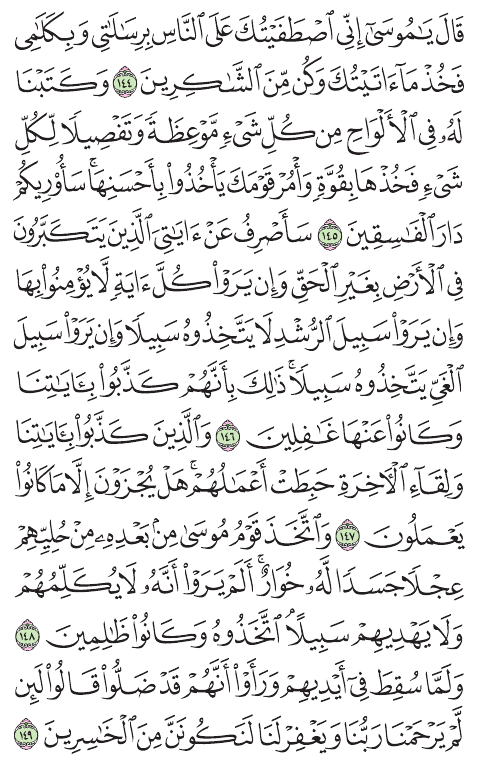 قَالَ يَٰمُوسَىٰٓ إِنِّي ٱصْطَفَيْتُكَ عَلَى ٱلنَّاسِ بِرِسَٰلَٰتِي وَبِكَلَٰمِي
فَخُذْ مَآ ءَاتَيْتُكَ وَكُن مِّنَ ٱلشَّٰكِرِينَ ١٤٤ وَكَتَبْنَا
لَهُۥ فِي ٱلْأَلْوَاحِ مِن كُلِّ شَيْءٍ مَّوْعِظَةً وَتَفْصِيلًا لِّكُلِّ
شَيْءٍ فَخُذْهَا بِقُوَّةٍ وَأْمُرْ قَوْمَكَ يَأْخُذُوا۟ بِأَحْسَنِهَا ۚ سَأُو۟رِيكُمْ
دَارَ ٱلْفَٰسِقِينَ ١٤٥ سَأَصْرِفُ عَنْ ءَايَٰتِيَ ٱلَّذِينَ يَتَكَبَّرُونَ
فِي ٱلْأَرْضِ بِغَيْرِ ٱلْحَقِّ وَإِن يَرَوْا۟ كُلَّ ءَايَةٍ لَّا يُؤْمِنُوا۟ بِهَا
وَإِن يَرَوْا۟ سَبِيلَ ٱلرُّشْدِ لَا يَتَّخِذُوهُ سَبِيلًا وَإِن يَرَوْا۟ سَبِيلَ
ٱلْغَيِّ يَتَّخِذُوهُ سَبِيلًا ۚ ذَٰلِكَ بِأَنَّهُمْ كَذَّبُوا۟ بِـَٔايَٰتِنَا
وَكَانُوا۟ عَنْهَا غَٰفِلِينَ ١٤٦ وَٱلَّذِينَ كَذَّبُوا۟ بِـَٔايَٰتِنَا
وَلِقَآءِ ٱلْءَاخِرَةِ حَبِطَتْ أَعْمَٰلُهُمْ ۚ هَلْ يُجْزَوْنَ إِلَّا مَا كَانُوا۟
يَعْمَلُونَ ١٤٧ وَٱتَّخَذَ قَوْمُ مُوسَىٰ مِنۢ بَعْدِهِۦ مِنْ حُلِيِّهِمْ
عِجْلًا جَسَدًا لَّهُۥ خُوَارٌ ۚ أَلَمْ يَرَوْا۟ أَنَّهُۥ لَا يُكَلِّمُهُمْ
وَلَا يَهْدِيهِمْ سَبِيلًا ۘ ٱتَّخَذُوهُ وَكَانُوا۟ ظَٰلِمِينَ ١٤٨
وَلَمَّا سُقِطَ فِيٓ أَيْدِيهِمْ وَرَأَوْا۟ أَنَّهُمْ قَدْ ضَلُّوا۟ قَالُوا۟ لَئِن
لَّمْ يَرْحَمْنَا رَبُّنَا وَيَغْفِرْ لَنَا لَنَكُونَنَّ مِنَ ٱلْخَٰسِرِينَ ١٤٩